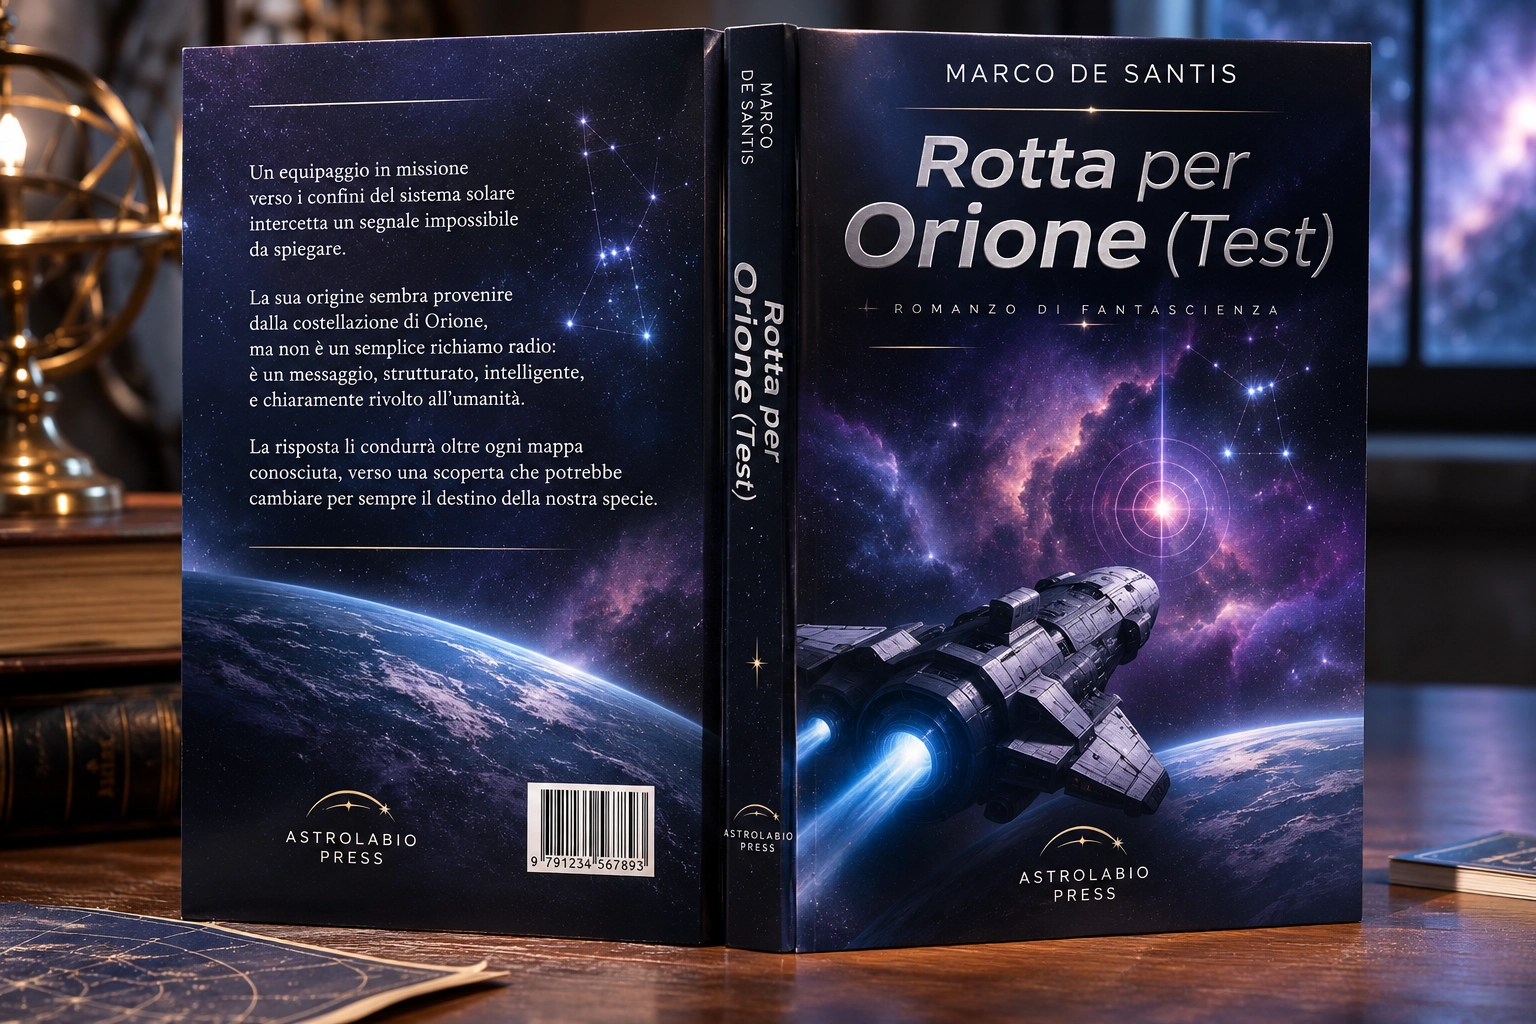 Un equipaggio in missione
verso i confini del sistema solare
intercetta un segnale impossibile
da spiegare.
La sua origine sembra provenire
dalla costellazione di Orione,
ma non è un semplice richiamo radio:
è un messaggio, strutturato, intelligente,
e chiaramente rivolto all’umanità.
La risposta li condurrà oltre ogni mappa
conosciuta, verso una scoperta che potrebbe
cambiare per sempre il destino della nostra specie.
ASTROLABIO
PRESS
9 791234 567893
MARCO
DE SANTIS
Rotta per
Orione (Test)
ASTROLABIO
PRESS
MARCO DE SANTIS
Rotta per
Orione (Test)
ROMANZO DI FANTASCIENZA
ASTROLABIO
PRESS